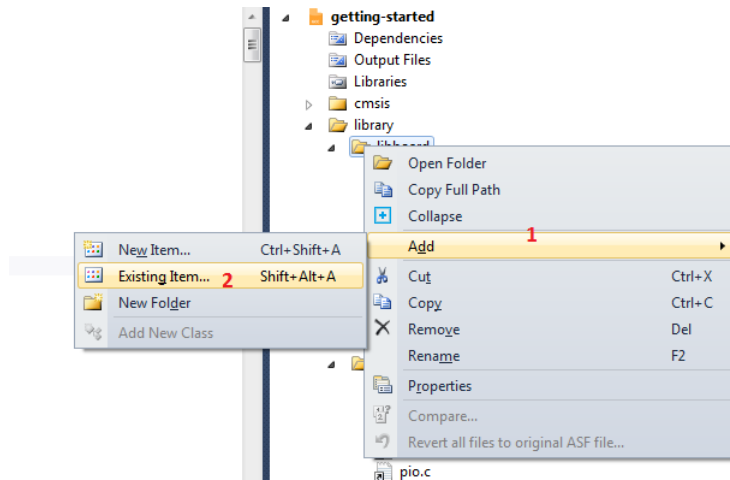 getting-started
Dependencies
Output Files
Libraries
cmsis
library
libboard
Open Folder
Copy Full Path
Collapse
Add
1
New Item... Ctrl+Shift+A
Existing Item... 2 Shift+Alt+A
New Folder
Add New Class
Cut Ctrl+X
Copy Ctrl+C
Remove Del
Rename F2
Properties
Compare...
Revert all files to original ASF file...
pio.c